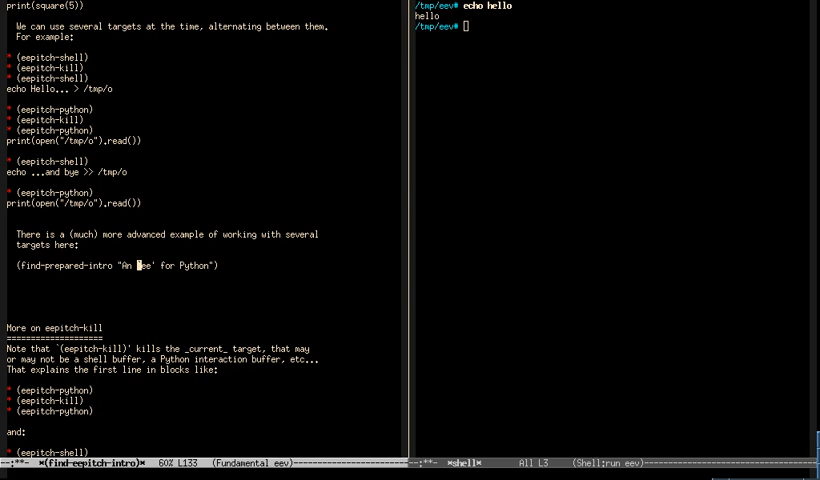 print(square(5))
We can use several targets at the time, alternating between them.
For example:
* (eepitch-shell)
* (eepitch-kill)
* (eepitch-shell)
echo Hello... > /tmp/o
* (eepitch-python)
* (eepitch-kill)
* (eepitch-python)
print(open("/tmp/o").read())
* (eepitch-shell)
echo ...and bye >> /tmp/o
* (eepitch-python)
print(open("/tmp/o").read())
There is a (much) more advanced example of working with several
targets here:
(find-prepared-intro "An `ee' for Python")
More on eepitch-kill
====================
Note that `(eepitch-kill)' kills the _current_ target, that may
or may not be a shell buffer, a Python interaction buffer, etc...
That explains the first line in blocks like:
* (eepitch-python)
* (eepitch-kill)
* (eepitch-python)
and:
* (eepitch-shell)
--:**-  *(find-eepitch-intro)*   60% L133   (Fundamental eev)
/tmp/eev# echo hello
hello
/tmp/eev#
--:**-  *shell*   All L3   (Shell:run eev)